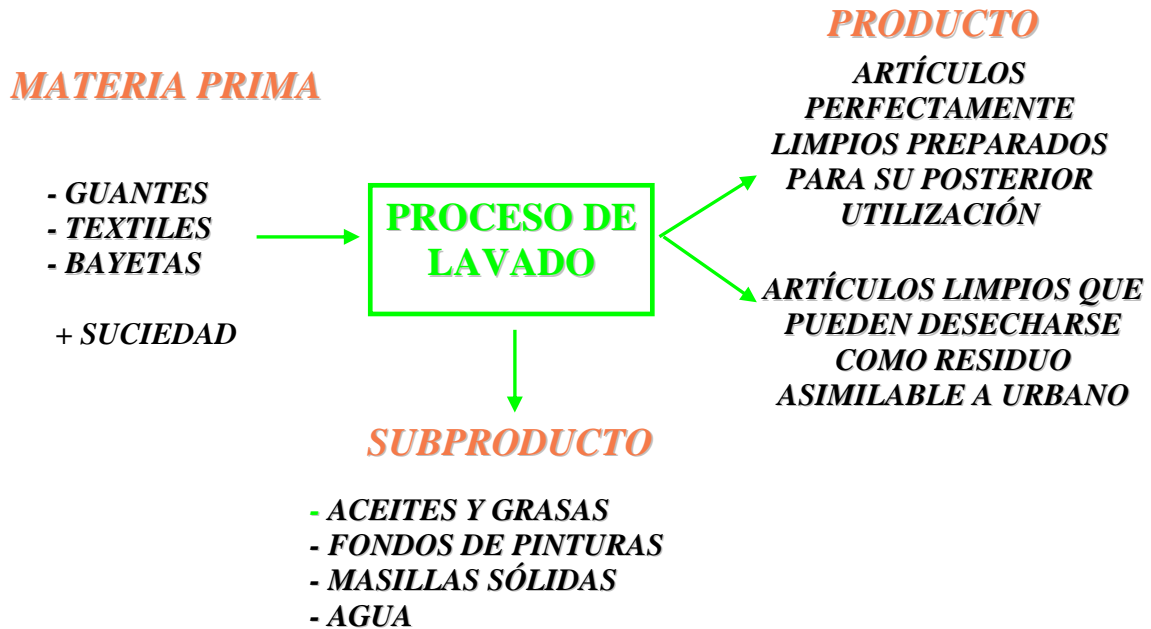 MATERIA PRIMA
- GUANTES
- TEXTILES
- BAYETAS
+ SUCIEDAD
PROCESO DE
LAVADO
PRODUCTO
ARTÍCULOS
PERFECTAMENTE
LIMPIOS PREPARADOS
PARA SU POSTERIOR
UTILIZACIÓN
ARTÍCULOS LIMPIOS QUE
PUEDEN DESECHARSE
COMO RESIDUO
ASIMILABLE A URBANO
SUBPRODUCTO
- ACEITES Y GRASAS
- FONDOS DE PINTURAS
- MASILLAS SÓLIDAS
- AGUA